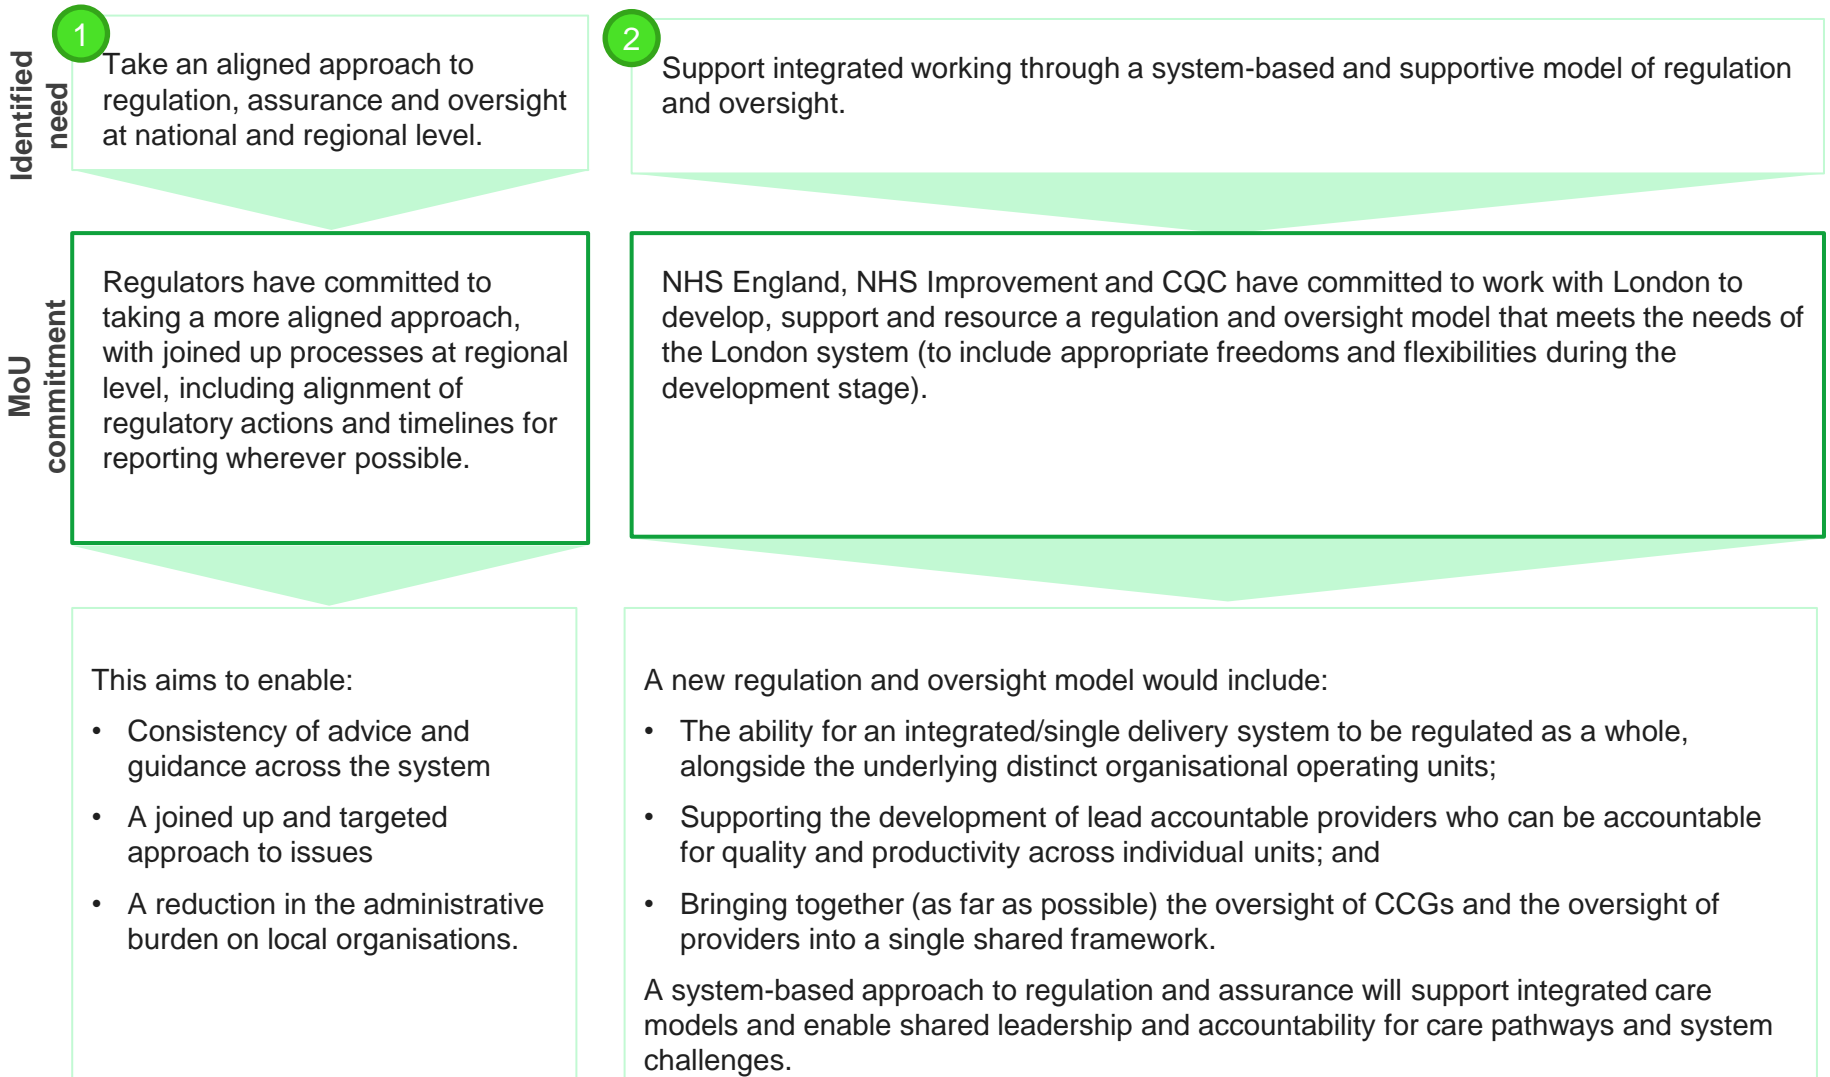 Identified
need
1
Take an aligned approach to
regulation, assurance and oversight
at national and regional level.
2
Support integrated working through a system-based and supportive model of regulation
and oversight.
MoU
commitment
Regulators have committed to
taking a more aligned approach,
with joined up processes at regional
level, including alignment of
regulatory actions and timelines for
reporting wherever possible.
NHS England, NHS Improvement and CQC have committed to work with London to
develop, support and resource a regulation and oversight model that meets the needs of
the London system (to include appropriate freedoms and flexibilities during the
development stage).
This aims to enable:
• Consistency of advice and
guidance across the system
• A joined up and targeted
approach to issues
• A reduction in the administrative
burden on local organisations.
A new regulation and oversight model would include:
• The ability for an integrated/single delivery system to be regulated as a whole,
alongside the underlying distinct organisational operating units;
• Supporting the development of lead accountable providers who can be accountable
for quality and productivity across individual units; and
• Bringing together (as far as possible) the oversight of CCGs and the oversight of
providers into a single shared framework.
A system-based approach to regulation and assurance will support integrated care
models and enable shared leadership and accountability for care pathways and system
challenges.